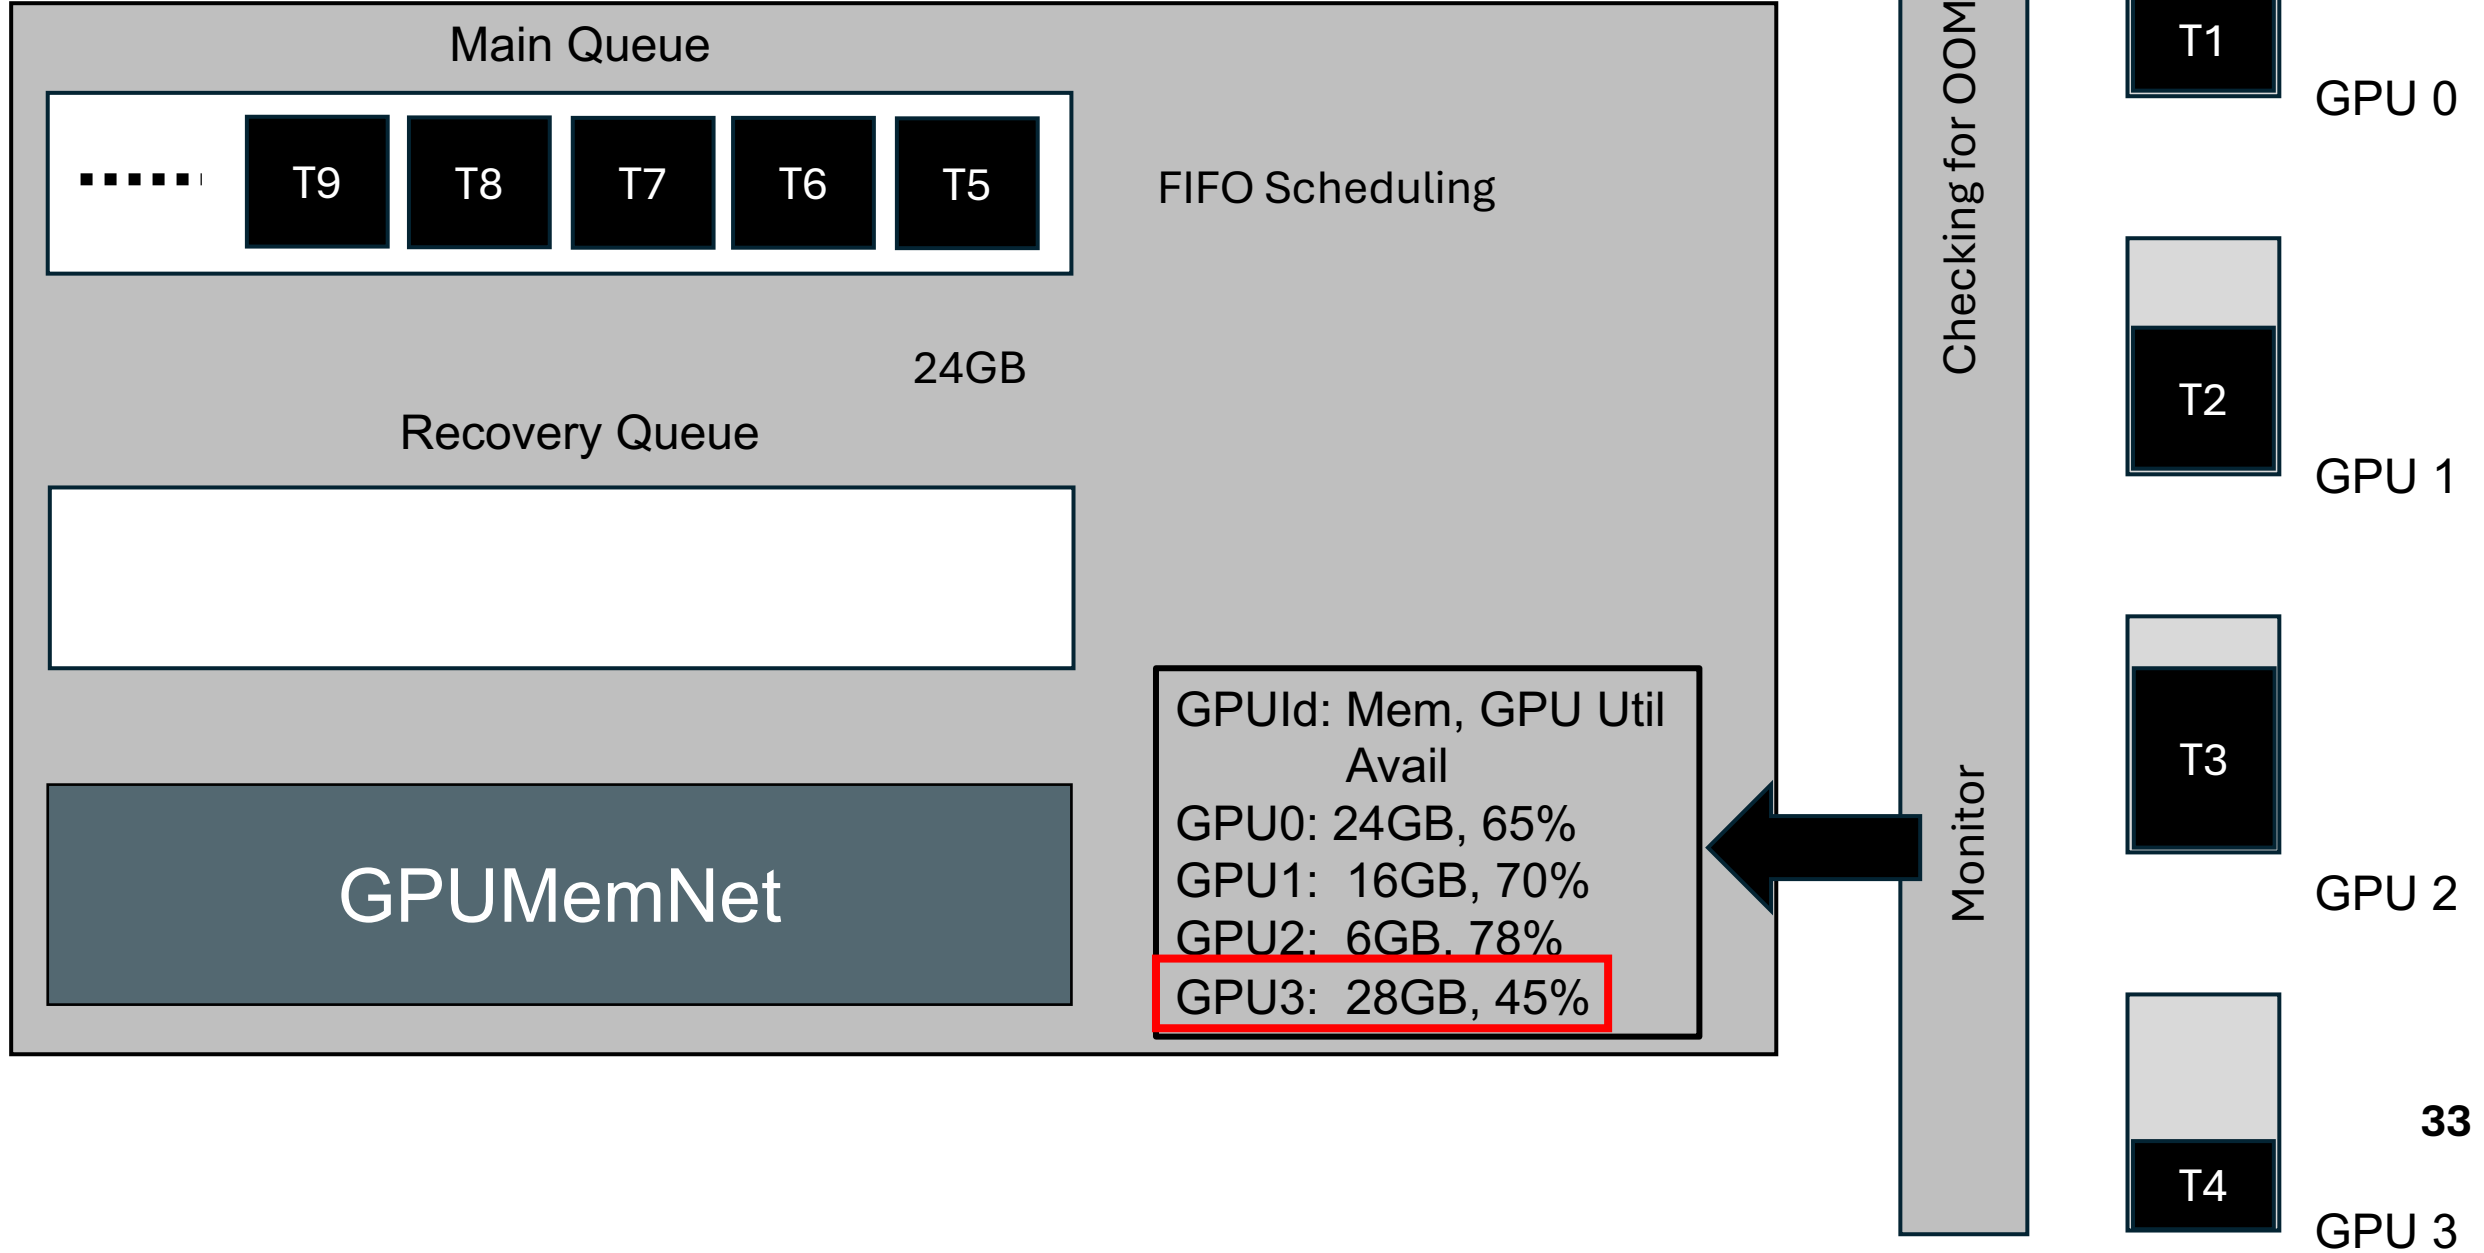 Main Queue
T9
T8
T7
T6
T5
FIFO Scheduling
24GB
Recovery Queue
GPUMemNet
GPUId: Mem, GPU Util
Avail
GPU0: 24GB, 65%
GPU1: 16GB, 70%
GPU2: 6GB, 78%
GPU3: 28GB, 45%
Checking for OOM
Monitor
T1
GPU 0
T2
GPU 1
T3
GPU 2
T4
GPU 3
33